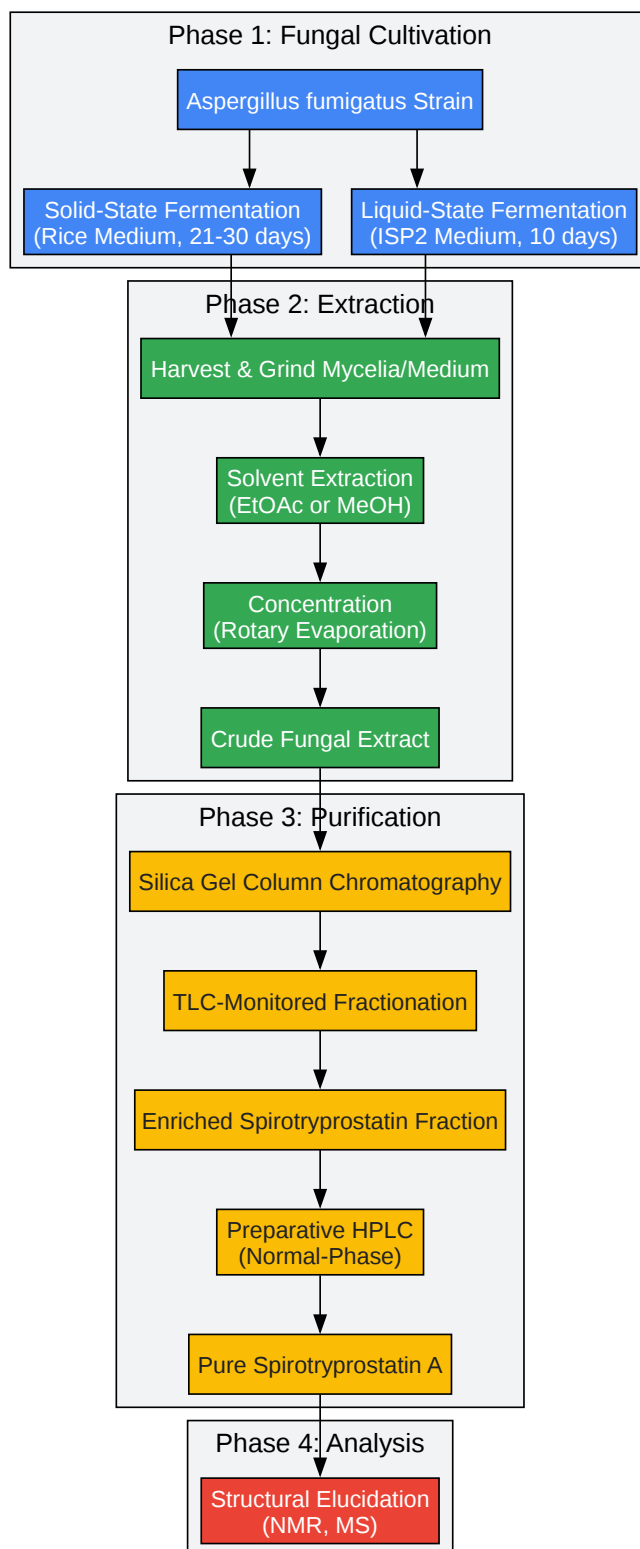 Phase 1: Fungal Cultivation
Aspergillus fumigatus Strain
Solid-State Fermentation
(Rice Medium, 21-30 days)
Liquid-State Fermentation
(ISP2 Medium, 10 days)
Phase 2: Extraction
Harvest & Grind Mycelia/Medium
Solvent Extraction
(EtOAc or MeOH)
Concentration
(Rotary Evaporation)
Crude Fungal Extract
Phase 3: Purification
Silica Gel Column Chromatography
TLC-Monitored Fractionation
Enriched Spirotryprostatin Fraction
Preparative HPLC
(Normal-Phase)
Pure Spirotryprostatin A
Phase 4: Analysis
Structural Elucidation
(NMR, MS)